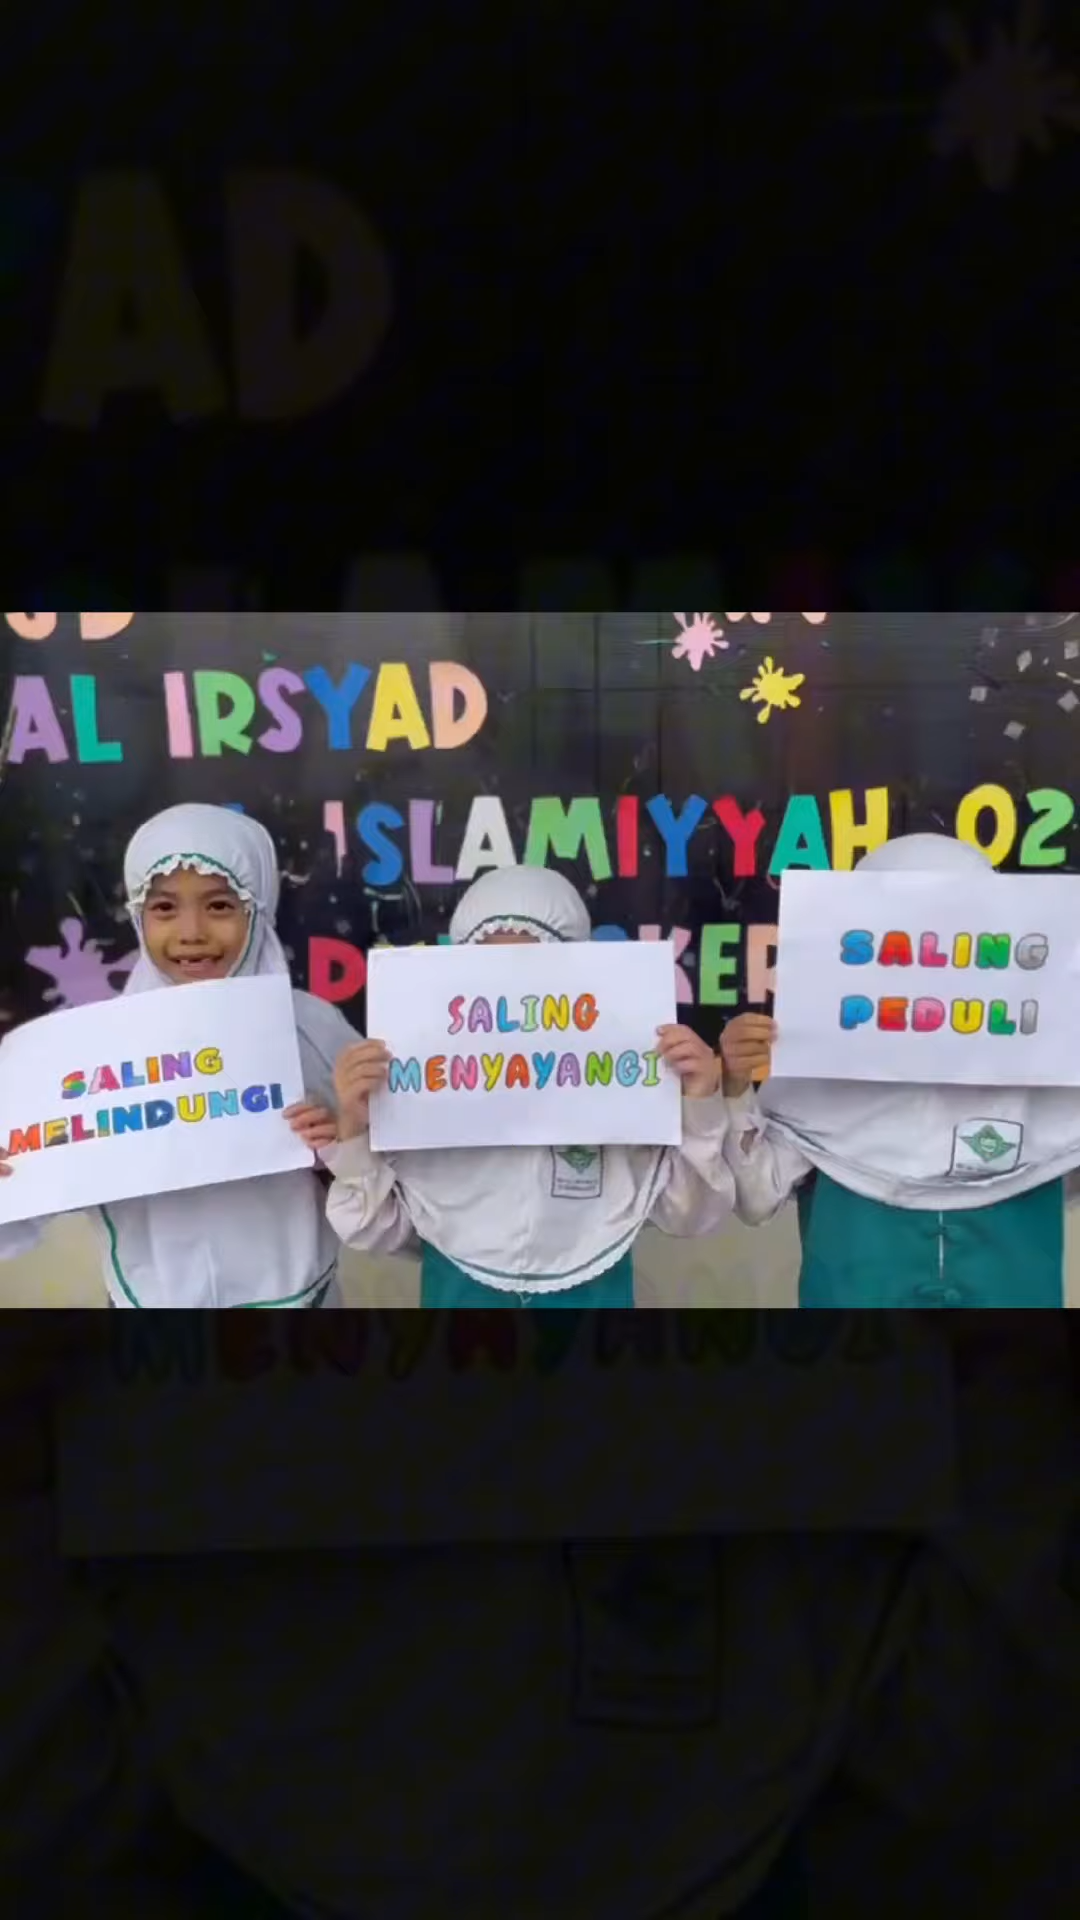 AL IRSYAD
ISLAMIYYAH 02
SALING
MELINDUNGI
SALING
MENYAYANGI
SALING
PEDULI